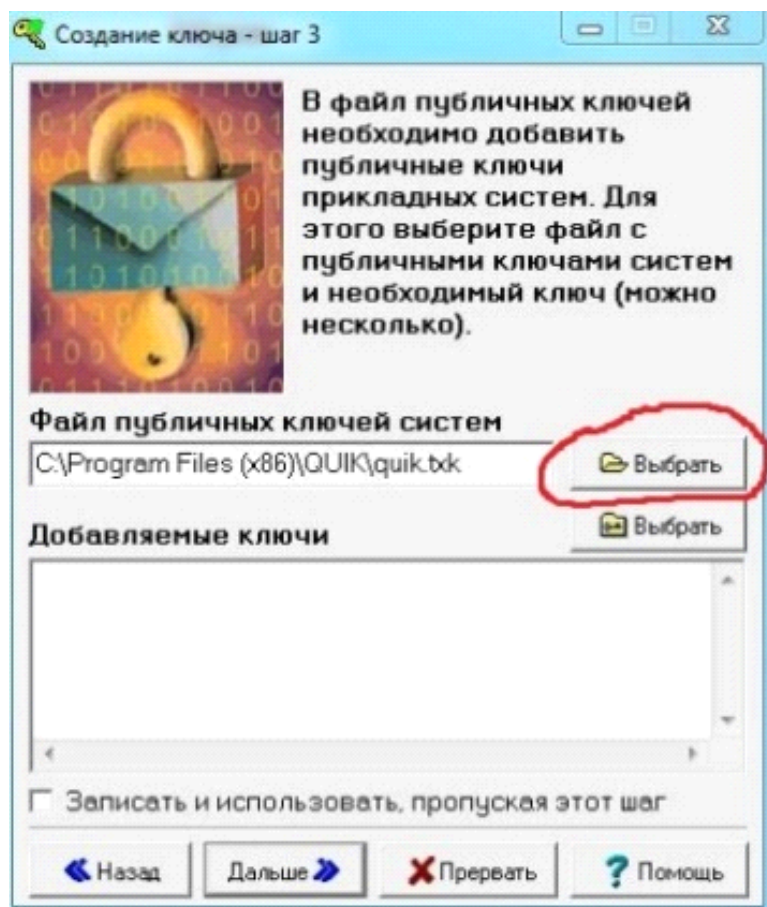 Создание ключа - шаг 3
В файл публичных ключей
необходимо добавить
публичные ключи
прикладных систем. Для
этого выберите файл с
публичными ключами систем
и необходимый ключ (можно
несколько).
Файл публичных ключей систем
C:\Program Files (x86)\QUIK\quik.txk
Выбрать
Добавляемые ключи
Выбрать
Записать и использовать, пропуская этот шаг
Назад
Дальше
Прервать
Помощь